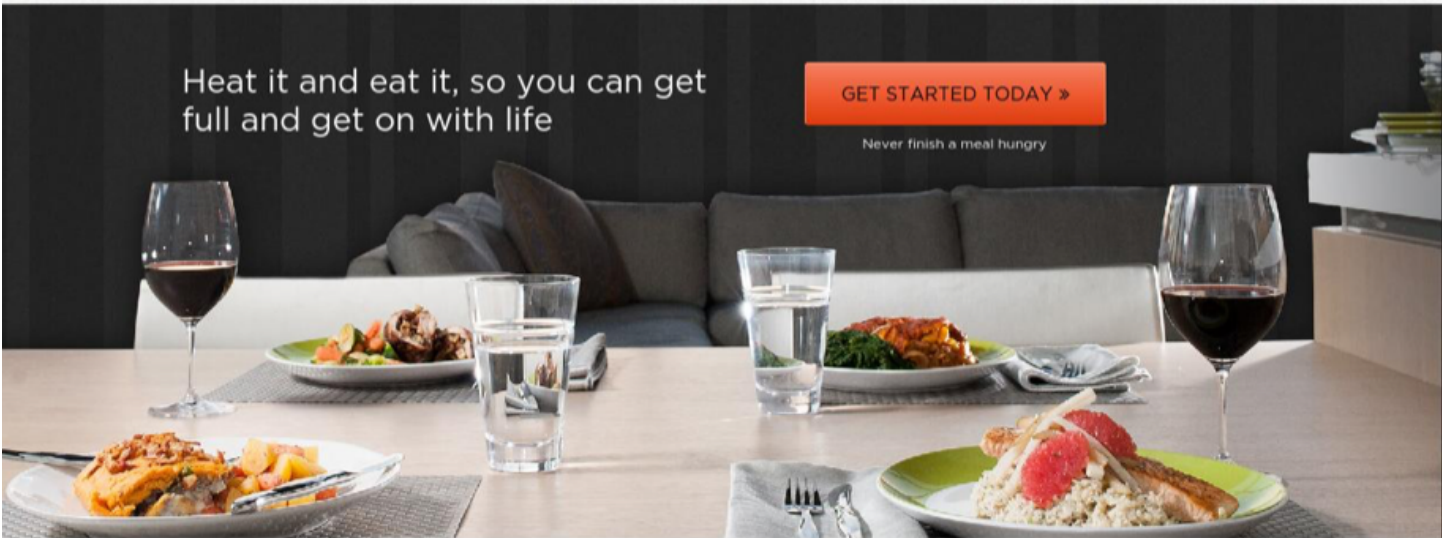 Heat it and eat it, so you can get
full and get on with life
GET STARTED TODAY »
Never finish a meal hungry